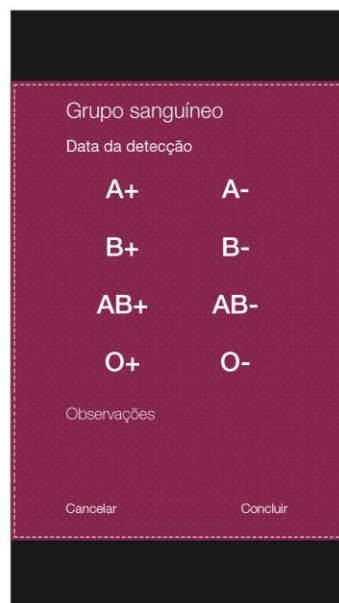 Grupo sanguíneo
Data da detecção
A+ A-
B+ B-
AB+ AB-
O+ O-
Observações
Cancelar Concluir